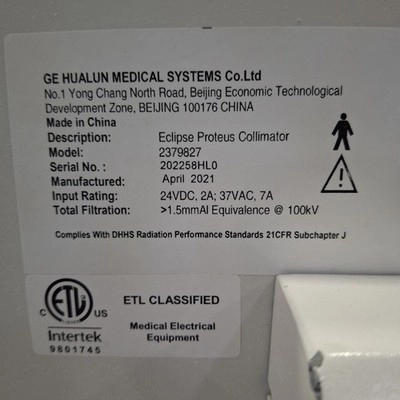 GE HUALUN MEDICAL SYSTEMS Co.Ltd
No.1 Yong Chang North Road, Beijing Economic Technological
Development Zone, BEIJING 100176 CHINA
Made in China
Description: Eclipse Proteus Collimator
Model: 2379827
Serial No. : 202258HL0
Manufactured: April 2021
Input Rating: 24VDC, 2A; 37VAC, 7A
Total Filtration: >1.5mmAl Equivalence @ 100kV
Complies With DHHS Radiation Performance Standards 21CFR Subchapter J
ETL CLASSIFIED
C ETL US
Intertek
9801745
Medical Electrical
Equipment